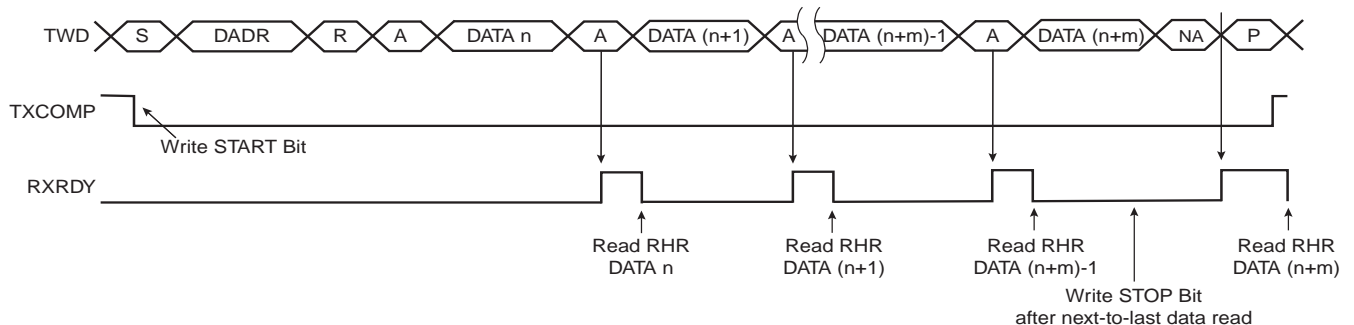 TWD S DADR R A DATA n A DATA (n+1) A DATA (n+m)-1 A DATA (n+m) NA P
TXCOMP
Write START Bit
RXRDY
Read RHR
DATA n
Read RHR
DATA (n+1)
Read RHR
DATA (n+m)-1
Read RHR
DATA (n+m)
Write STOP Bit
after next-to-last data read